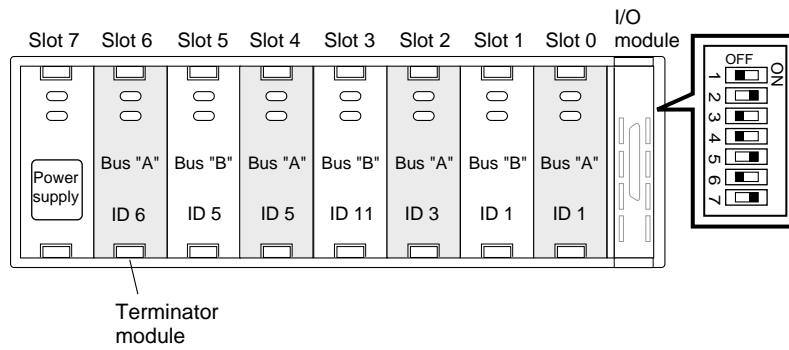 I/O
module
Slot 7 Slot 6 Slot 5 Slot 4 Slot 3 Slot 2 Slot 1 Slot 0
OFF
ON
1
2
3
4
5
6
7
Power
supply
Bus "A" Bus "B" Bus "A" Bus "B" Bus "A" Bus "B" Bus "A"
ID 6 ID 5 ID 5 ID 11 ID 3 ID 1 ID 1
Terminator
module